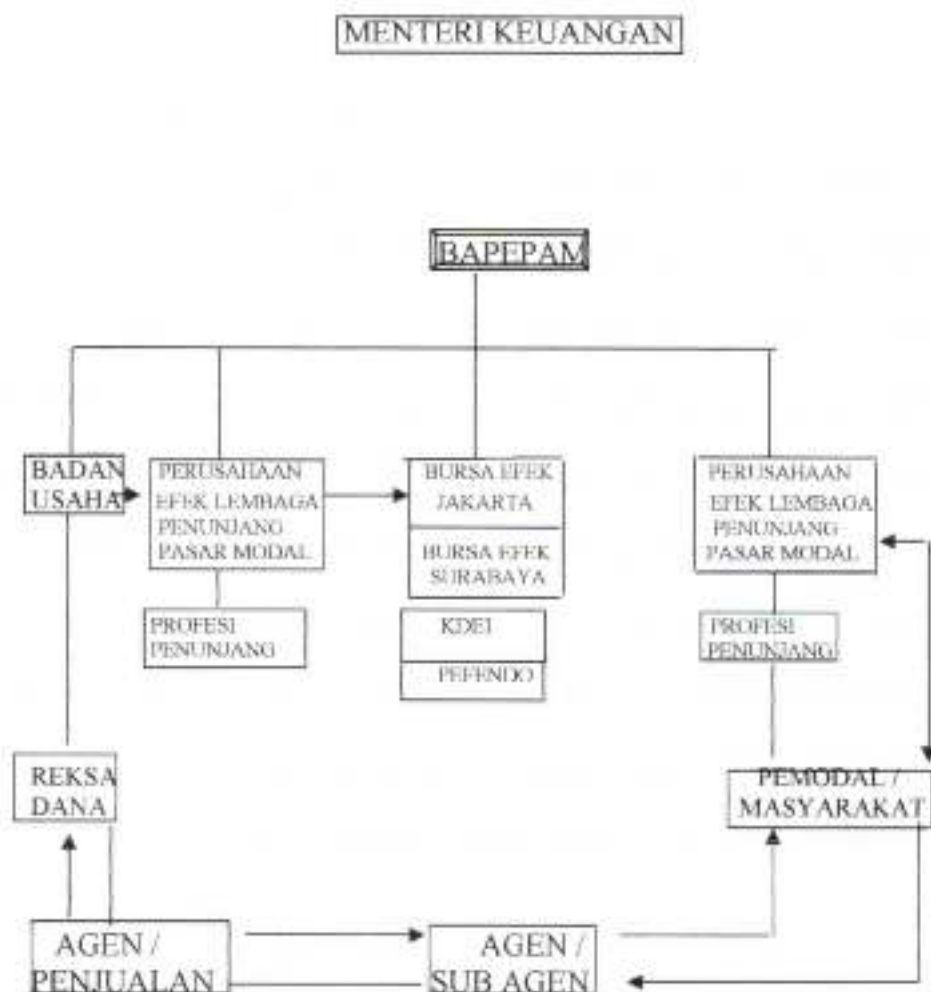 MENTERI KEUANGAN
BAPEPAM
BADAN
USAHA
PERUSAHAAN
EFEK LEMBAGA
PENUNJANG
PASAR MODAL
BURSA EFEK
JAKARTA
BURSA EFEK
SURABAYA
PERUSAHAAN
EFEK LEMBAGA
PENUNJANG
PASAR MODAL
PROFESI
PENUNJANG
KDEI
PEFENDO
PROFESI
PENUNJANG
REKSA
DANA
PEMODAL /
MASYARAKAT
AGEN /
PENJUALAN
AGEN /
SUB AGEN